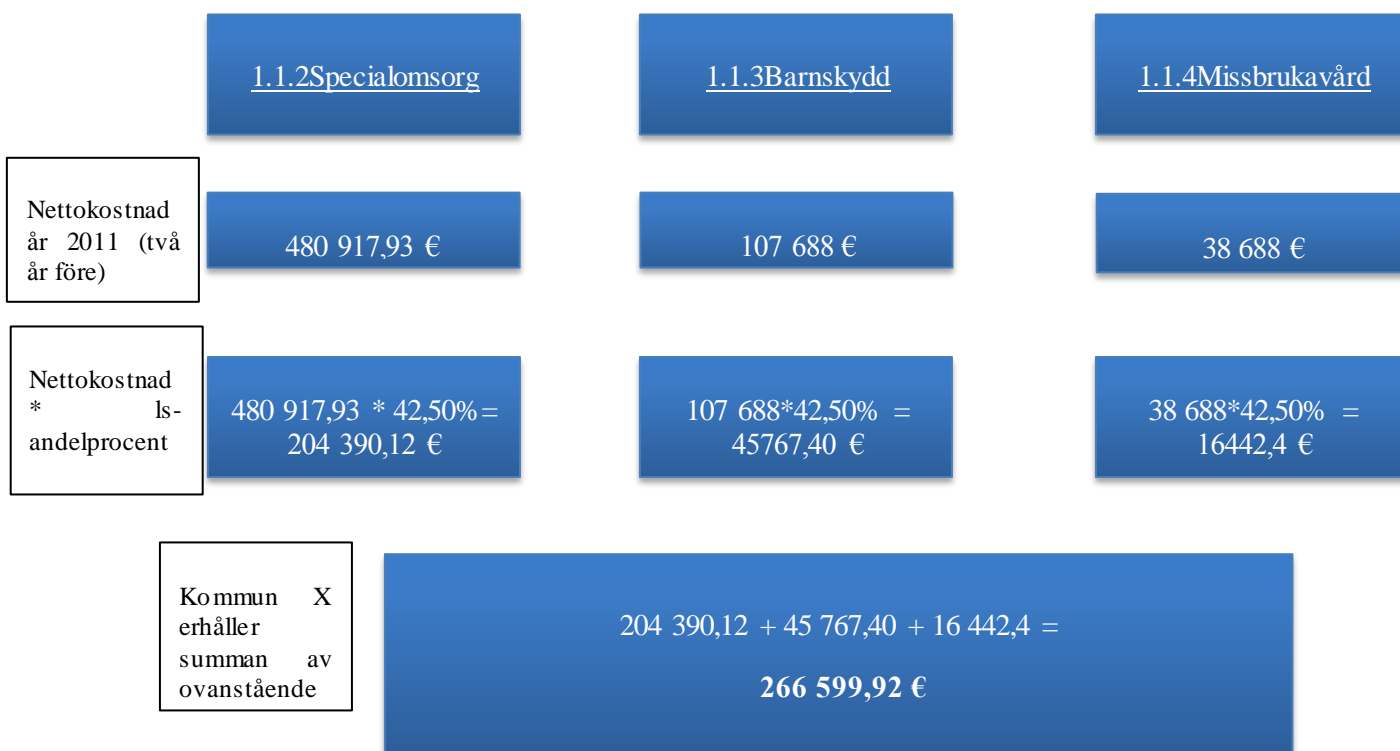 1.1.2Specialomsorg
1.1.3Barnskydd
1.1.4Missbrukavård
Nettokostnad
år 2011 (två
år före)
480 917,93 €
107 688 €
38 688 €
Nettokostnad
* ls-
andelprocent
480 917,93 * 42,50% =
204 390,12 €
107 688*42,50% =
45767,40 €
38 688*42,50% =
16442,4 €
Kommun X
erhåller
summan av
ovanstående
204 390,12 + 45 767,40 + 16 442,4 =
266 599,92 €